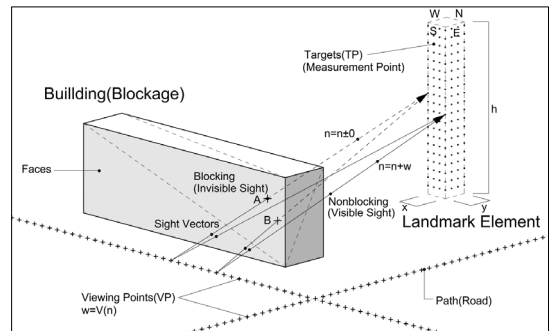 W N
S E
Targets(TP)
(Measurement Point)
Buillding(Blockage)
h
n=n±0
n=n+w
Faces
Blocking
(Invisible Sight)
A
B
Nonblocking
(Visible Sight)
x
y
Landmark Element
Sight Vectors
Viewing Points(VP)
w=V(n)
Path(Road)